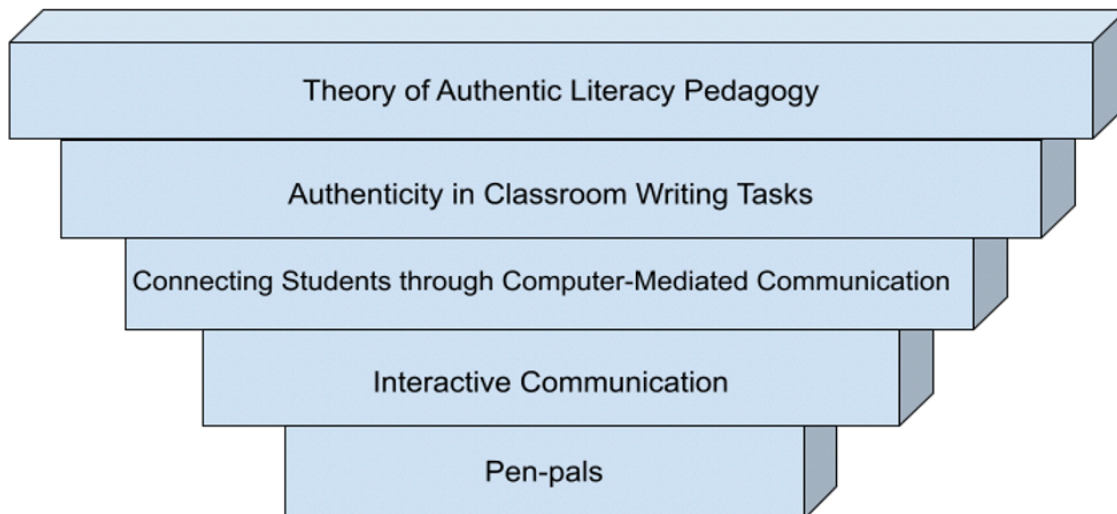 Theory of Authentic Literacy Pedagogy
Authenticity in Classroom Writing Tasks
Connecting Students through Computer-Mediated Communication
Interactive Communication
Pen-pals